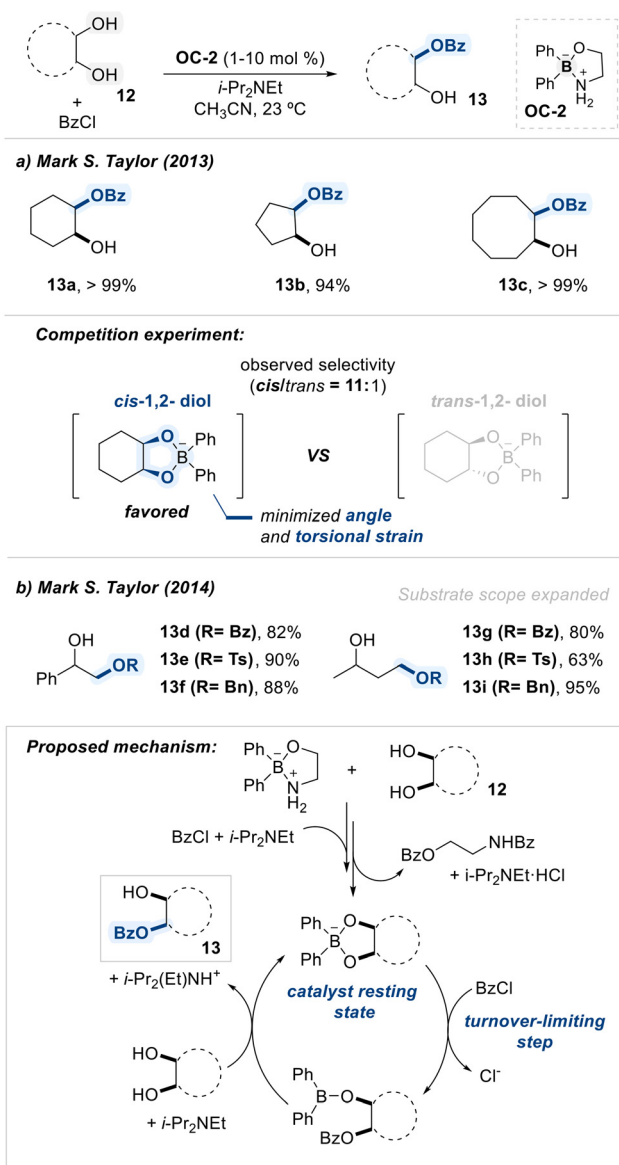 OH
OH
12
+
BzCl
OC-2 (1-10 mol %)
i-Pr2NEt
CH3CN, 23 ºC
OBz
OH
13
Ph
Ph
B
−
O
+
N
H2
OC-2
a) Mark S. Taylor (2013)
OBz
OH
13a, > 99%
OBz
OH
13b, 94%
OBz
OH
13c, > 99%
Competition experiment:
observed selectivity
(cis/trans = 11:1)
cis-1,2- diol
O
O
B
−
Ph
Ph
favored
VS
trans-1,2- diol
O
O
B
−
Ph
Ph
minimized angle
and torsional strain
b) Mark S. Taylor (2014)
Substrate scope expanded
OH
Ph
OR
13d (R= Bz), 82%
13e (R= Ts), 90%
13f (R= Bn), 88%
OH
OR
13g (R= Bz), 80%
13h (R= Ts), 63%
13i (R= Bn), 95%
Proposed mechanism:
Ph
Ph
B
−
O
+
N
H2
+
HO
HO
12
BzCl + i-Pr2NEt
BzO
NHBz
+ i-Pr2NEt·HCl
HO
BzO
13
+ i-Pr2(Et)NH+
Ph
Ph
B
−
O
O
catalyst resting
state
BzCl
turnover-limiting
step
Cl-
HO
HO
+ i-Pr2NEt
Ph
B
O
Ph
BzO